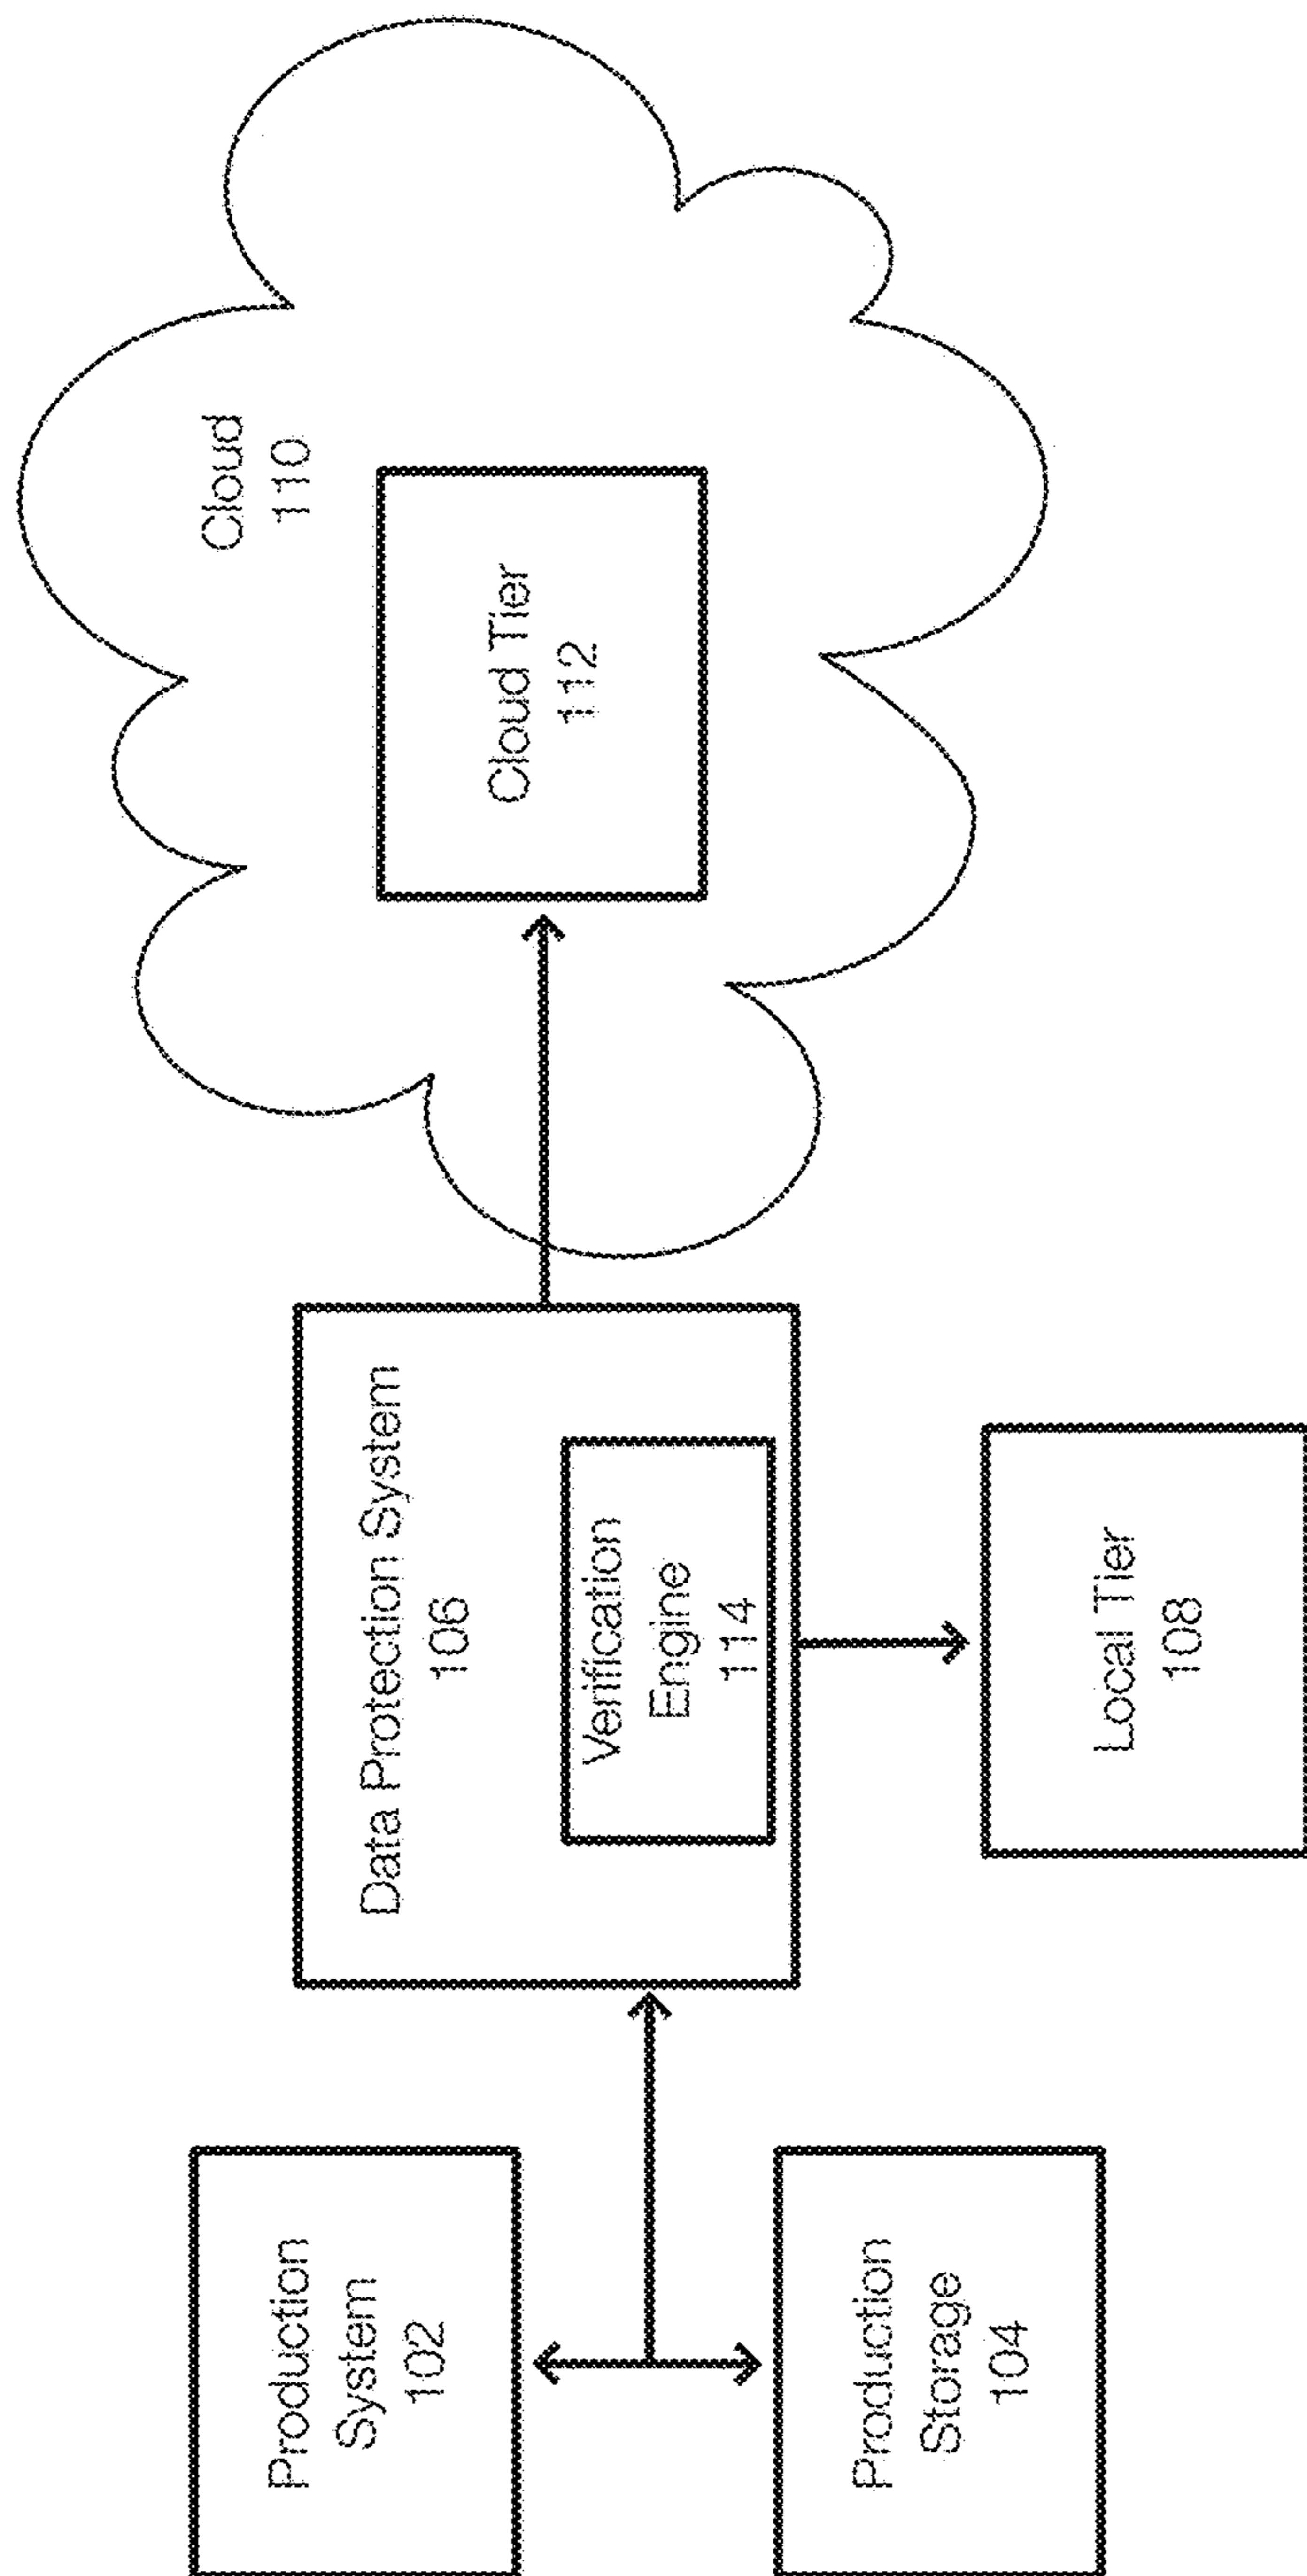 Production
System
102
Production
Storage
104
Data Protection System
106
Verification
Engine
114
Local Tier
108
Cloud
110
Cloud Tier
112